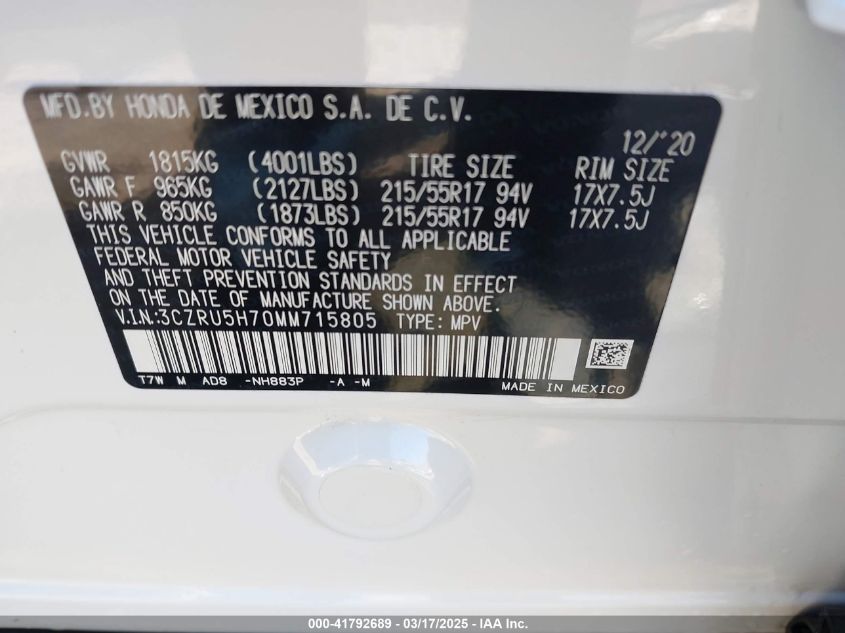 MFD.BY HONDA DE MEXICO S.A. DE C.V.
12/'20
GVWR 1815KG (4001LBS) TIRE SIZE RIM SIZE
GAWR F 965KG (2127LBS) 215/55R17 94V 17X7.5J
GAWR R 850KG (1873LBS) 215/55R17 94V 17X7.5J
THIS VEHICLE CONFORMS TO ALL APPLICABLE
FEDERAL MOTOR VEHICLE SAFETY
AND THEFT PREVENTION STANDARDS IN EFFECT
ON THE DATE OF MANUFACTURE SHOWN ABOVE.
V.I.N.:3CZRU5H70MM715805 TYPE: MPV
T7W M AD8 -NH883P -A -M
MADE IN MEXICO
000-41792689 - 03/17/2025 - IAA Inc.